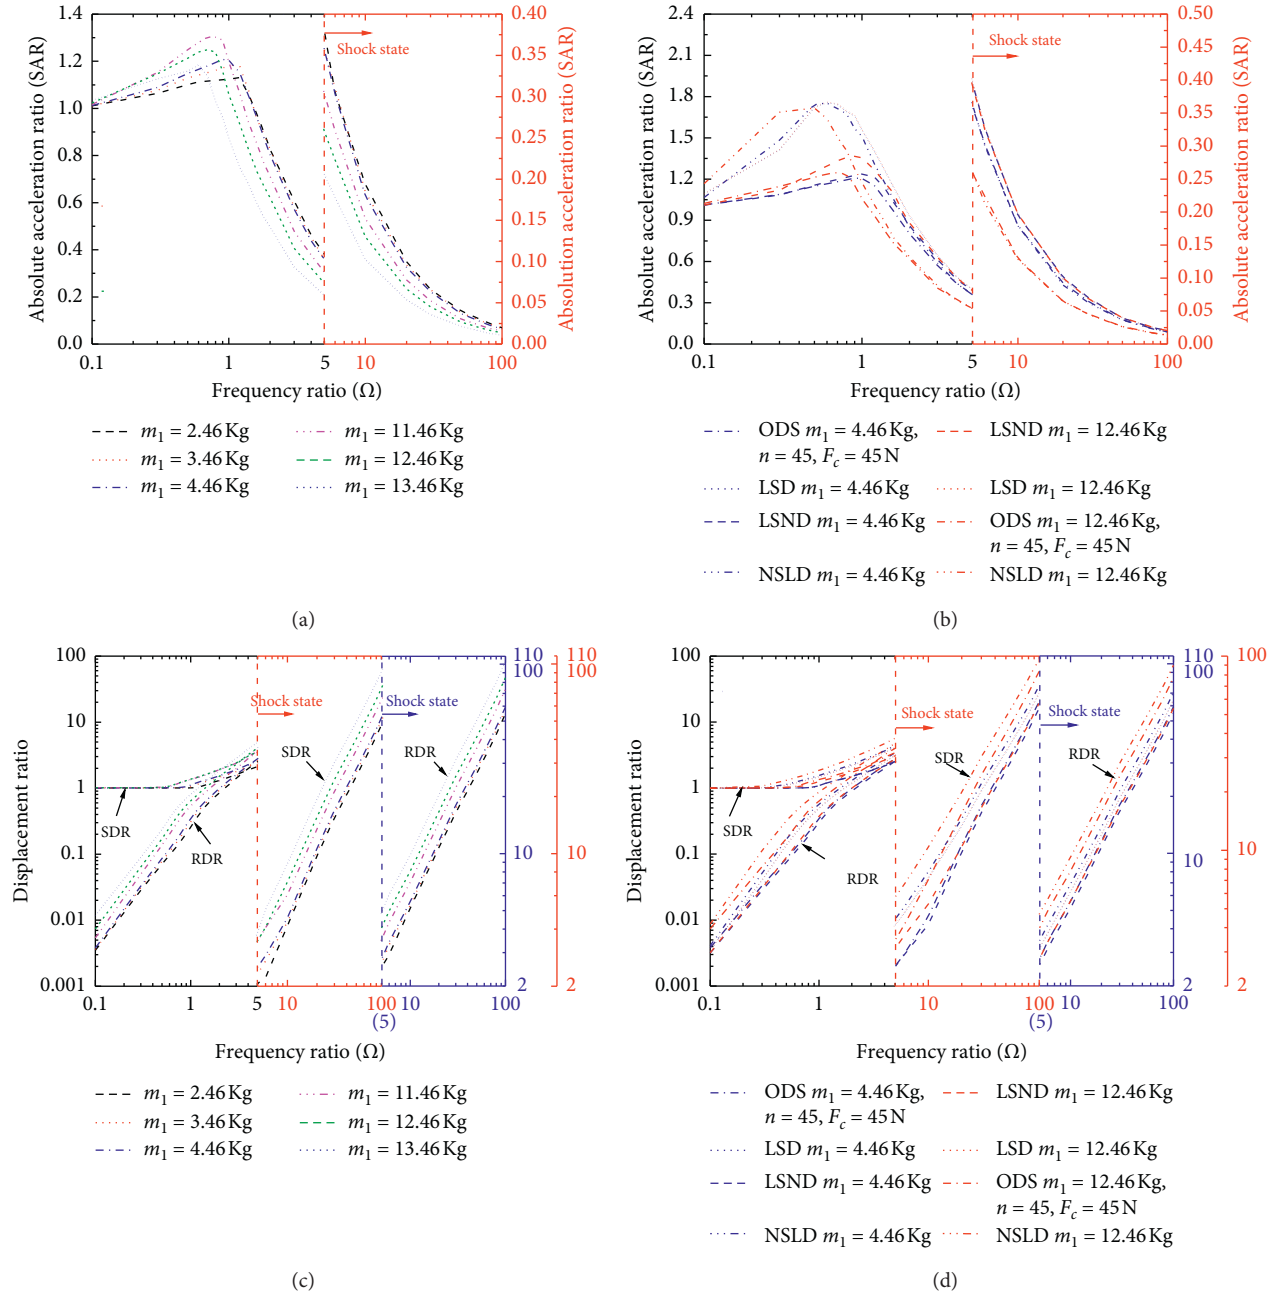 Absolute acceleration ratio (SAR)
1.4
1.2
1.0
0.8
0.6
0.4
0.2
0.0
0.1
1
5
10
100
Frequency ratio (Ω)
Shock state
0.40
0.35
0.30
0.25
0.20
0.15
0.10
0.05
0.00
Absolution acceleration ratio (SAR)
m1 = 2.46 Kg
m1 = 3.46 Kg
m1 = 4.46 Kg
m1 = 11.46 Kg
m1 = 12.46 Kg
m1 = 13.46 Kg
(a)
Absolute acceleration ratio (SAR)
2.4
2.1
1.8
1.5
1.2
0.9
0.6
0.3
0.0
0.1
1
5
10
100
Frequency ratio (Ω)
Shock state
0.50
0.45
0.40
0.35
0.30
0.25
0.20
0.15
0.10
0.05
0.00
Absolute acceleration ratio (SAR)
ODS m1 = 4.46 Kg,
n = 45, Fc = 45 N
LSD m1 = 4.46 Kg
LSND m1 = 4.46 Kg
NSLD m1 = 4.46 Kg
LSND m1 = 12.46 Kg
LSD m1 = 12.46 Kg
ODS m1 = 12.46 Kg,
n = 45, Fc = 45 N
NSLD m1 = 12.46 Kg
(b)
Displacement ratio
100
10
1
0.1
0.01
0.001
0.1
1
5
10
100
(5)
10
100
Frequency ratio (Ω)
SDR
RDR
Shock state
SDR
Shock state
RDR
110
100
10
2
110
100
10
2
m1 = 2.46 Kg
m1 = 3.46 Kg
m1 = 4.46 Kg
m1 = 11.46 Kg
m1 = 12.46 Kg
m1 = 13.46 Kg
(c)
Displacement ratio
100
10
1
0.1
0.01
0.001
0.1
1
10
100
(5)
10
100
Frequency ratio (Ω)
SDR
RDR
Shock state
SDR
Shock state
RDR
110
100
10
2
100
10
2
ODS m1 = 4.46 Kg,
n = 45, Fc = 45 N
LSD m1 = 4.46 Kg
LSND m1 = 4.46 Kg
NSLD m1 = 4.46 Kg
LSND m1 = 12.46 Kg
LSD m1 = 12.46 Kg
ODS m1 = 12.46 Kg,
n = 45, Fc = 45 N
NSLD m1 = 12.46 Kg
(d)